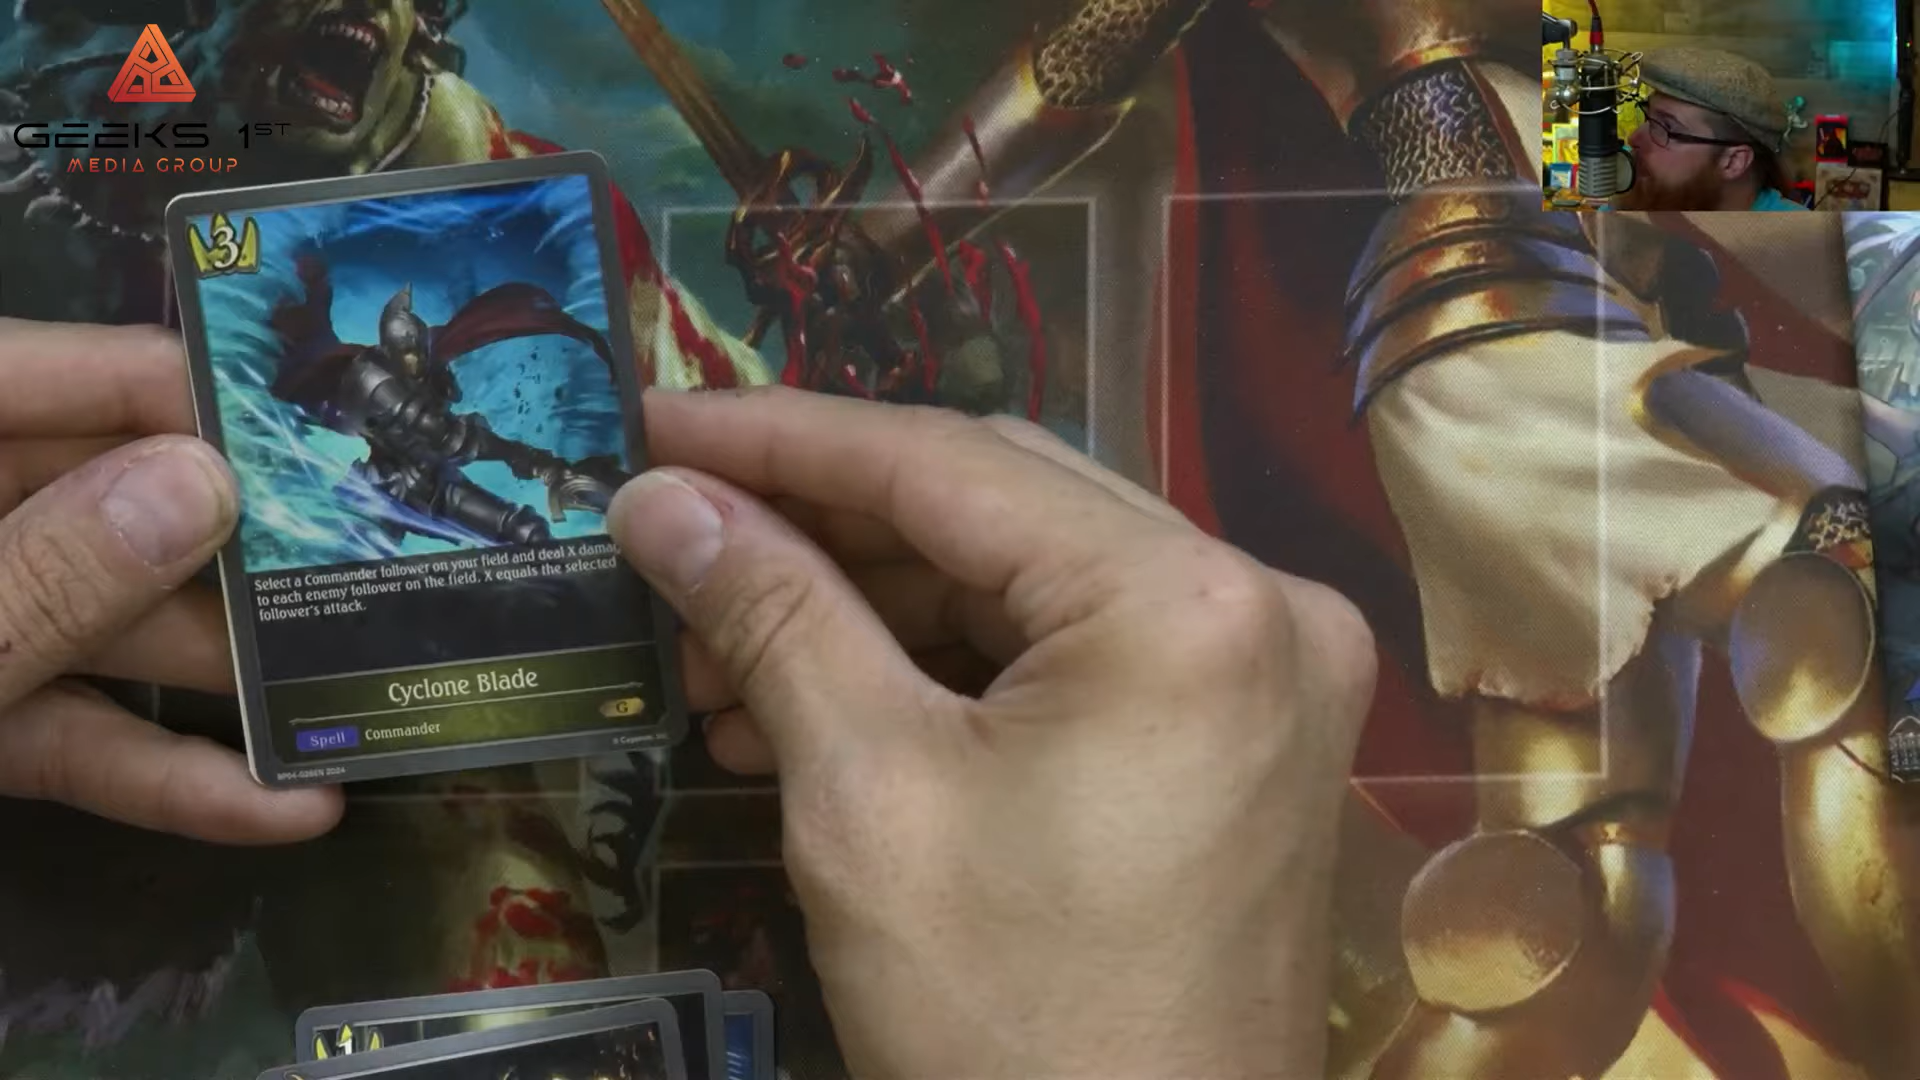 GEEKS 1ST
MEDIA GROUP
3
Select a Commander follower on your field and deal X damag
to each enemy follower on the field. X equals the selected
follower's attack.
Cyclone Blade
G
Spell Commander
1